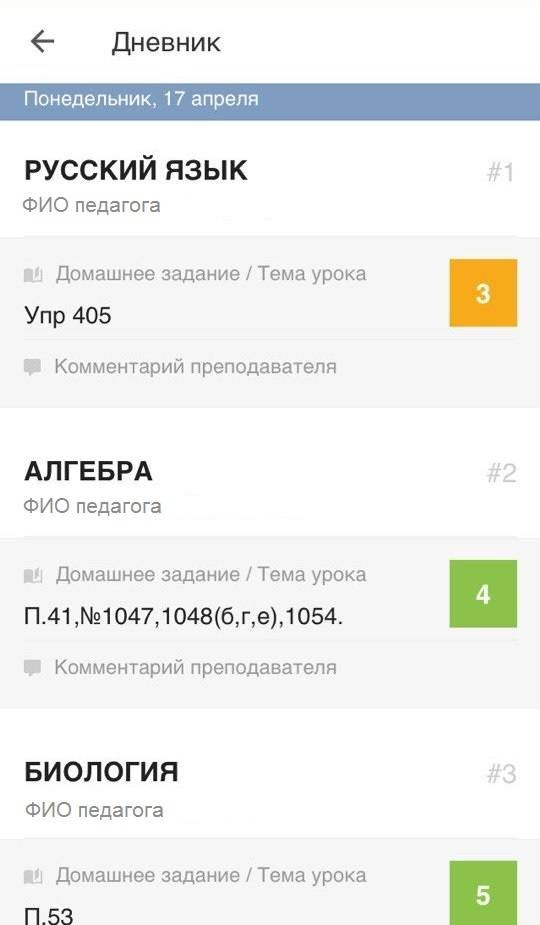 Дневник
Понедельник, 17 апреля
РУССКИЙ ЯЗЫК #1
ФИО педагога
Домашнее задание / Тема урока
3
Упр 405
Комментарий преподавателя
АЛГЕБРА #2
ФИО педагога
Домашнее задание / Тема урока
4
П.41,№1047,1048(б,г,е),1054.
Комментарий преподавателя
БИОЛОГИЯ #3
ФИО педагога
Домашнее задание / Тема урока
5
П.53